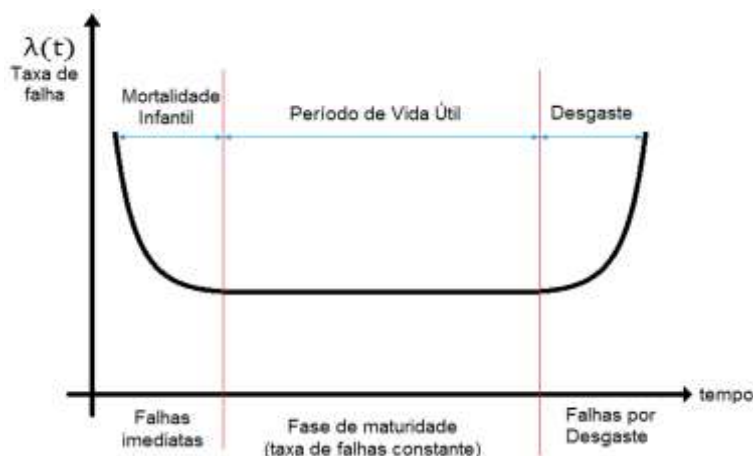 λ(t)
Taxa de
falha
Mortalidade
Infantil
Período de Vida Útil
Desgaste
tempo
Falhas
imediatas
Fase de maturidade
(taxa de falhas constante)
Falhas por
Desgaste